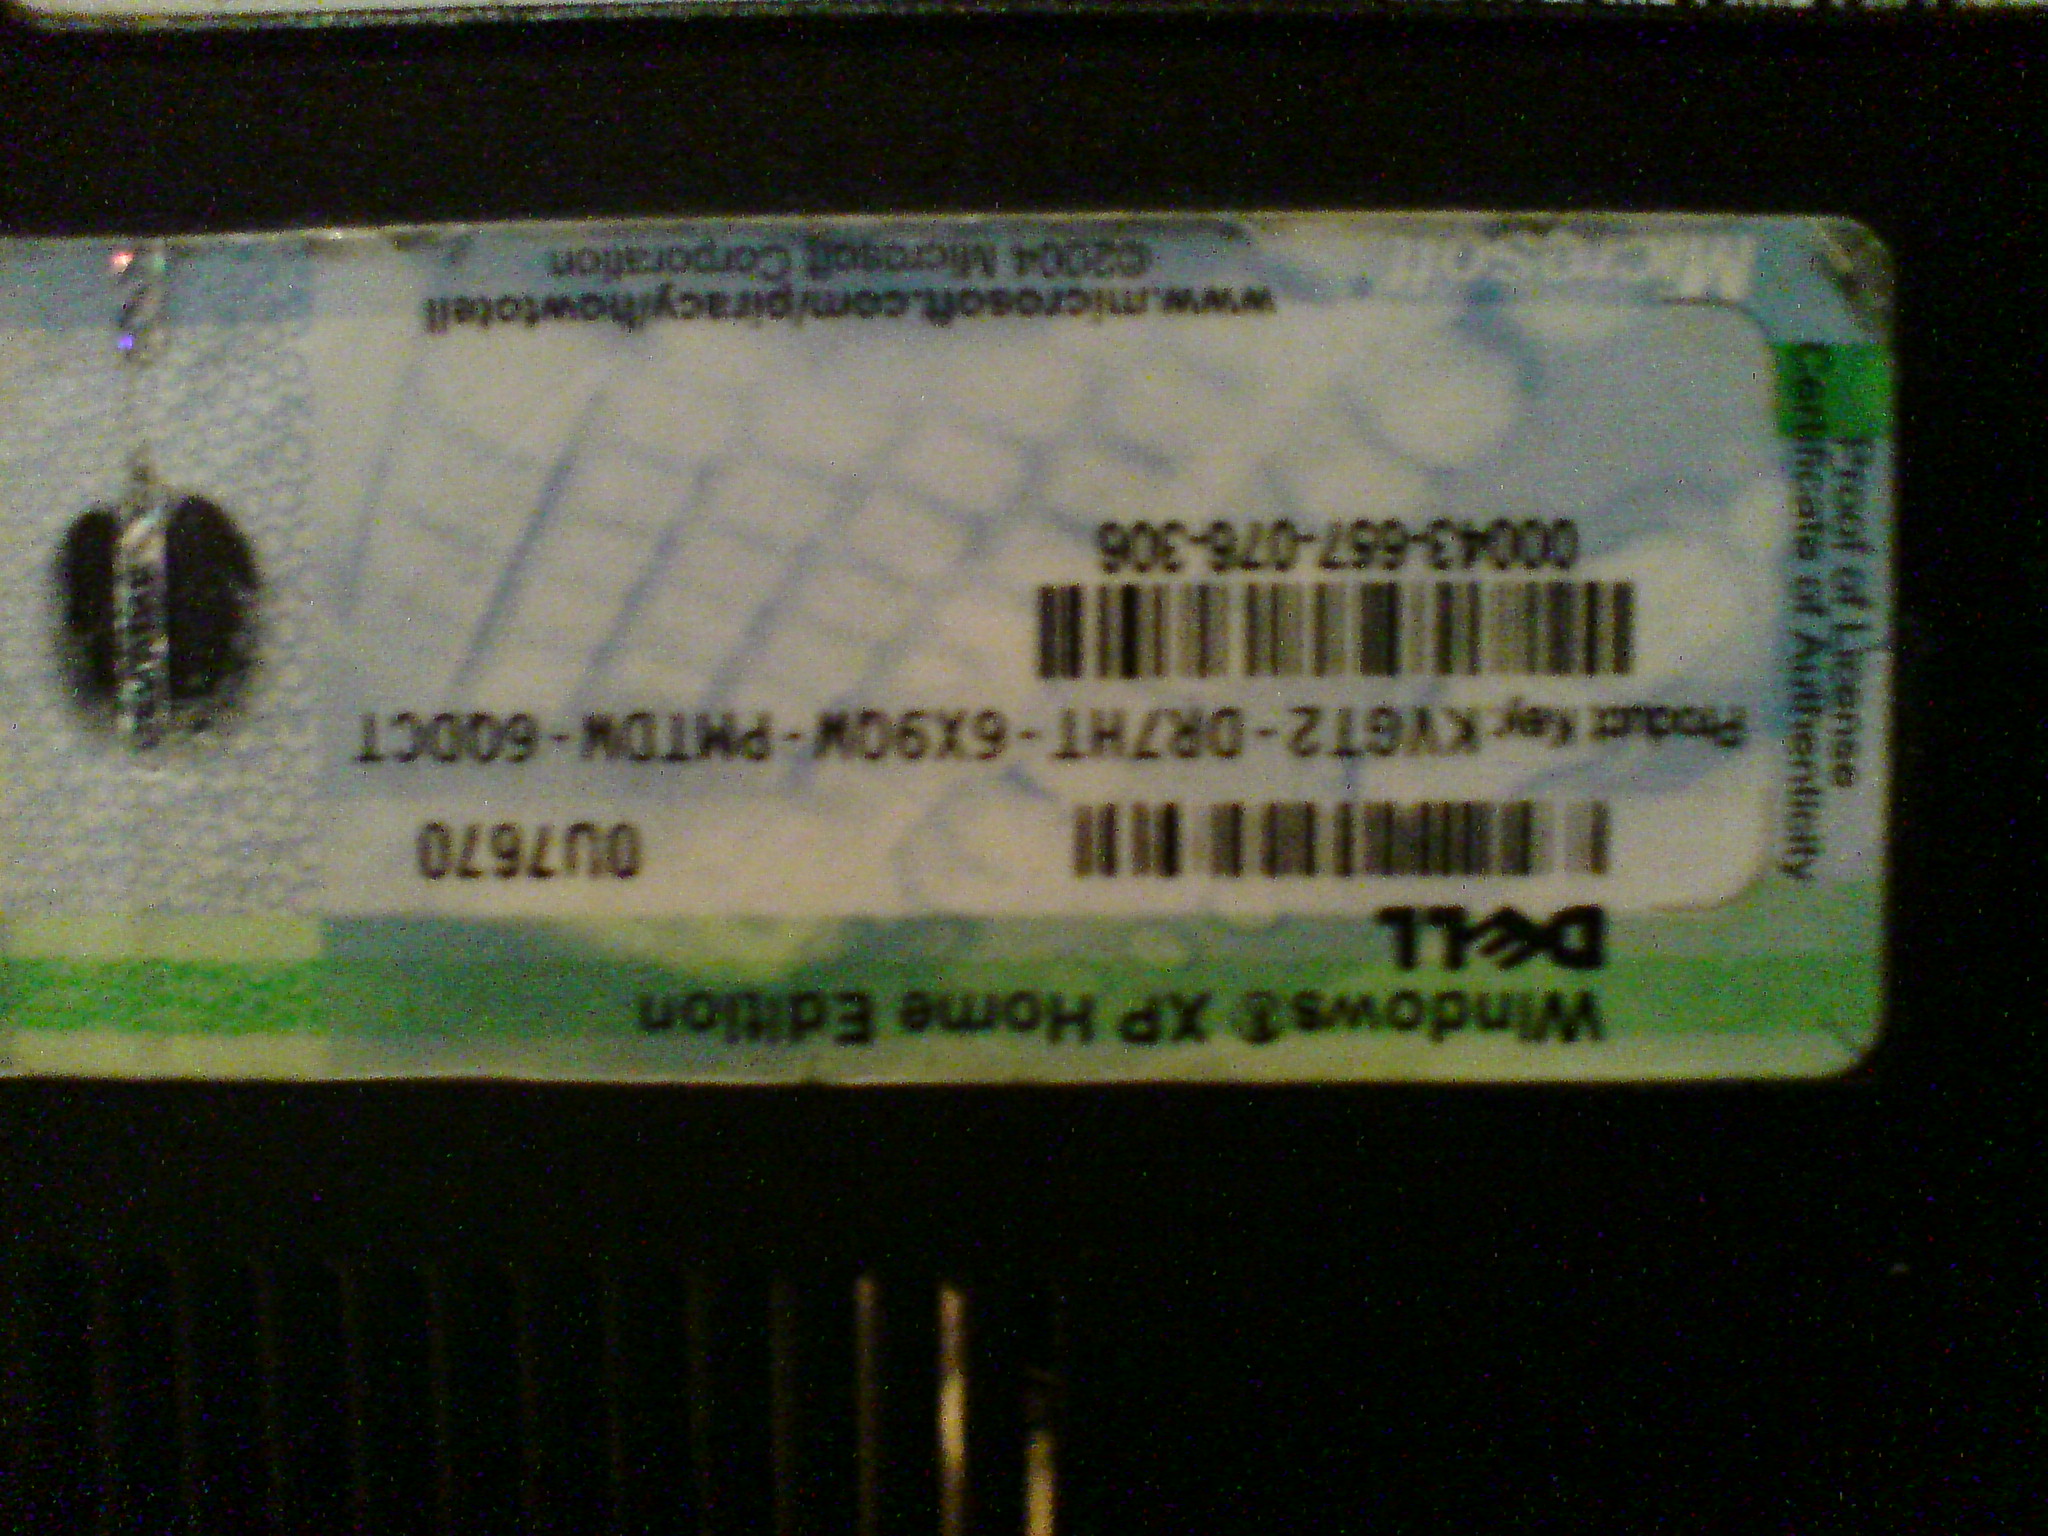 Windows® XP Home Edition
DELL
0U7670
Product Key: KVGT2-DR7HT-6X9QW-PMTDW-6QDCT
00043-657-076-306
www.microsoft.com/piracy/howtotell
©2004 Microsoft Corporation
Microsoft
Proof of License
Certificate of Authenticity